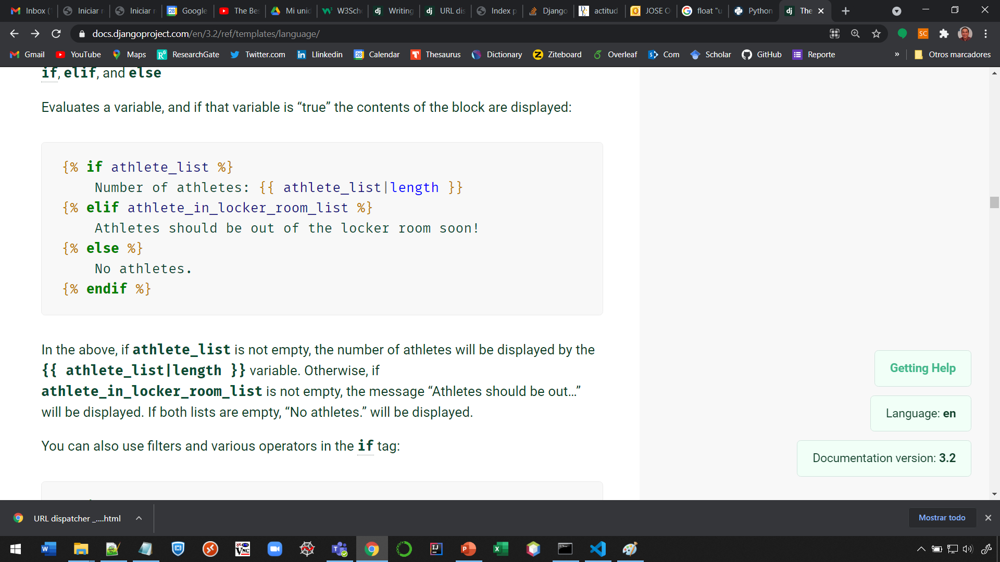 Inbox (
Iniciar
Iniciar
Google
The Be
Mi unid
W3Sch
Writing
URL dis
Index p
Django
actitud
JOSE O
float "u
Python
The
docs.djangoproject.com/en/3.2/ref/templates/language/
Gmail
YouTube
Maps
ResearchGate
Twitter.com
Llinkedin
Calendar
Thesaurus
Dictionary
Ziteboard
Overleaf
Com
Scholar
GitHub
Reporte
»
Otros marcadores
if, elif, and else
Evaluates a variable, and if that variable is “true” the contents of the block are displayed:
{% if athlete_list %}
    Number of athletes: {{ athlete_list|length }}
{% elif athlete_in_locker_room_list %}
    Athletes should be out of the locker room soon!
{% else %}
    No athletes.
{% endif %}
In the above, if athlete_list is not empty, the number of athletes will be displayed by the
{{ athlete_list|length }} variable. Otherwise, if
athlete_in_locker_room_list is not empty, the message “Athletes should be out…”
will be displayed. If both lists are empty, “No athletes.” will be displayed.
You can also use filters and various operators in the if tag:
Getting Help
Language: en
Documentation version: 3.2
URL dispatcher _....html
Mostrar todo